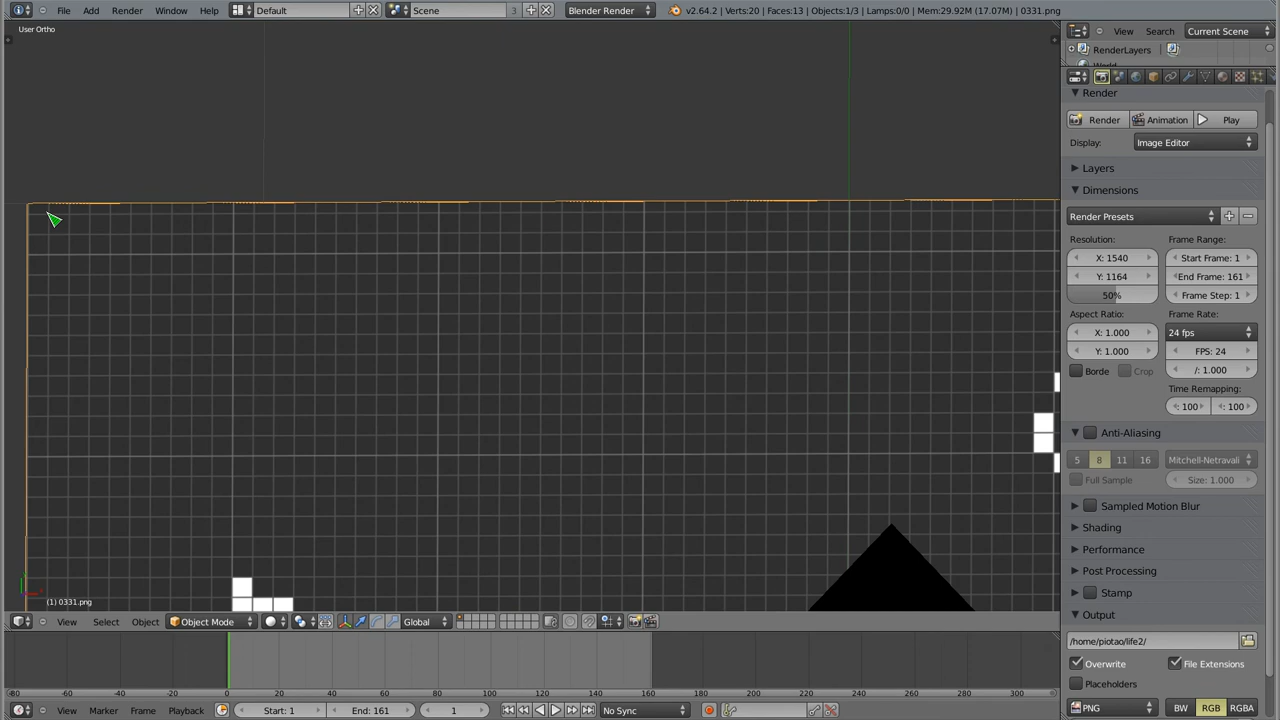 File Add Render Window Help Default Scene 3 Blender Render v2.64.2 | Verts:20 | Faces:13 | Objects:1/3 | Lamps:0/0 | Mem:29.92M (17.07M) | 0331.png
User Ortho
View Search Current Scene
RenderLayers
World
Render
Render Animation Play
Display: Image Editor
Layers
Dimensions
Render Presets
Resolution: Frame Range:
X: 1540 Start Frame: 1
Y: 1164 End Frame: 161
50% Frame Step: 1
Aspect Ratio: Frame Rate:
X: 1.000 24 fps
Y: 1.000 FPS: 24
Borde Crop /: 1.000
Time Remapping:
: 100 : 100
Anti-Aliasing
5 8 11 16 Mitchell-Netravali
Full Sample Size: 1.000
Sampled Motion Blur
Shading
Performance
Post Processing
Stamp
Output
/home/piotao/life2/
Overwrite File Extensions
Placeholders
PNG BW RGB RGBA
(1) 0331.png
View Select Object Object Mode Global
-80 -60 -40 -20 0 20 40 60 80 100 120 140 160 180 200 220 240 260 280 300
View Marker Frame Playback Start: 1 End: 161 1 No Sync